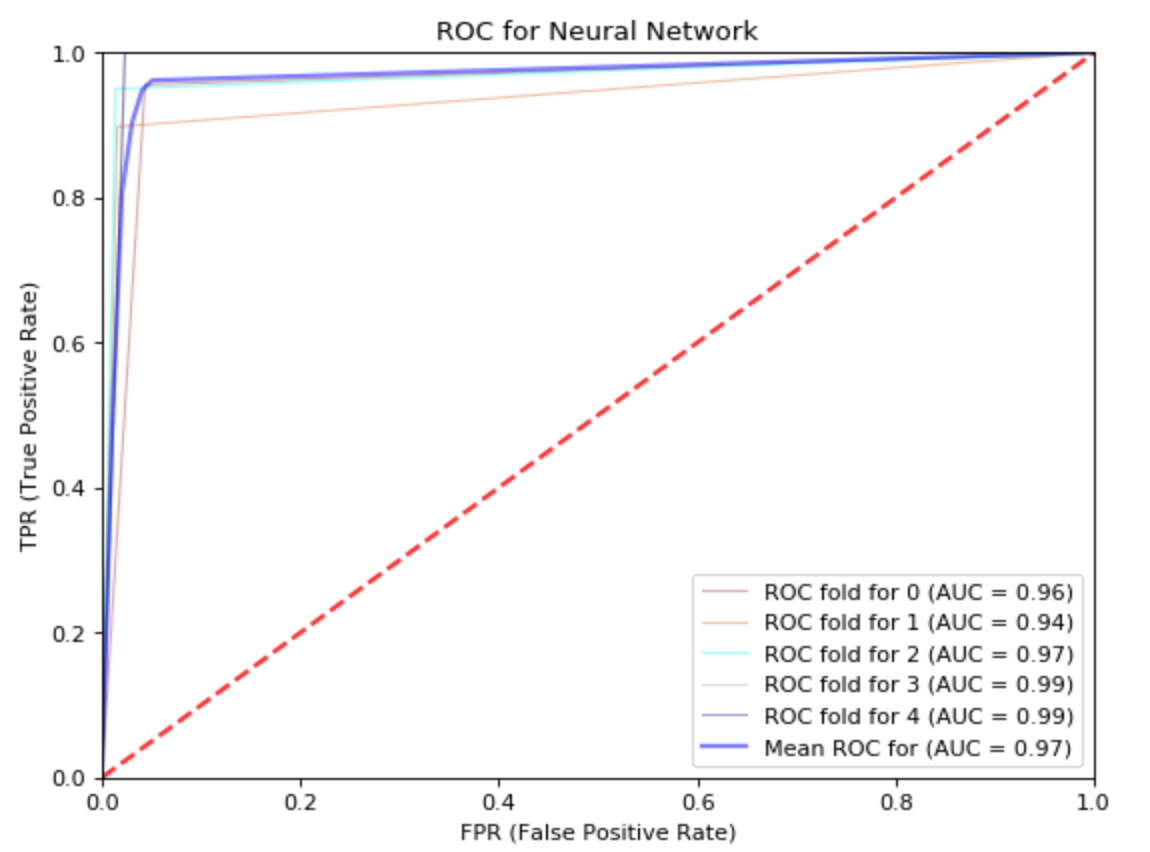 ROC for Neural Network
1.0
0.8
0.6
0.4
0.2
0.0
TPR (True Positive Rate)
ROC fold for 0 (AUC = 0.96)
ROC fold for 1 (AUC = 0.94)
ROC fold for 2 (AUC = 0.97)
ROC fold for 3 (AUC = 0.99)
ROC fold for 4 (AUC = 0.99)
Mean ROC for (AUC = 0.97)
0.0 0.2 0.4 0.6 0.8 1.0
FPR (False Positive Rate)